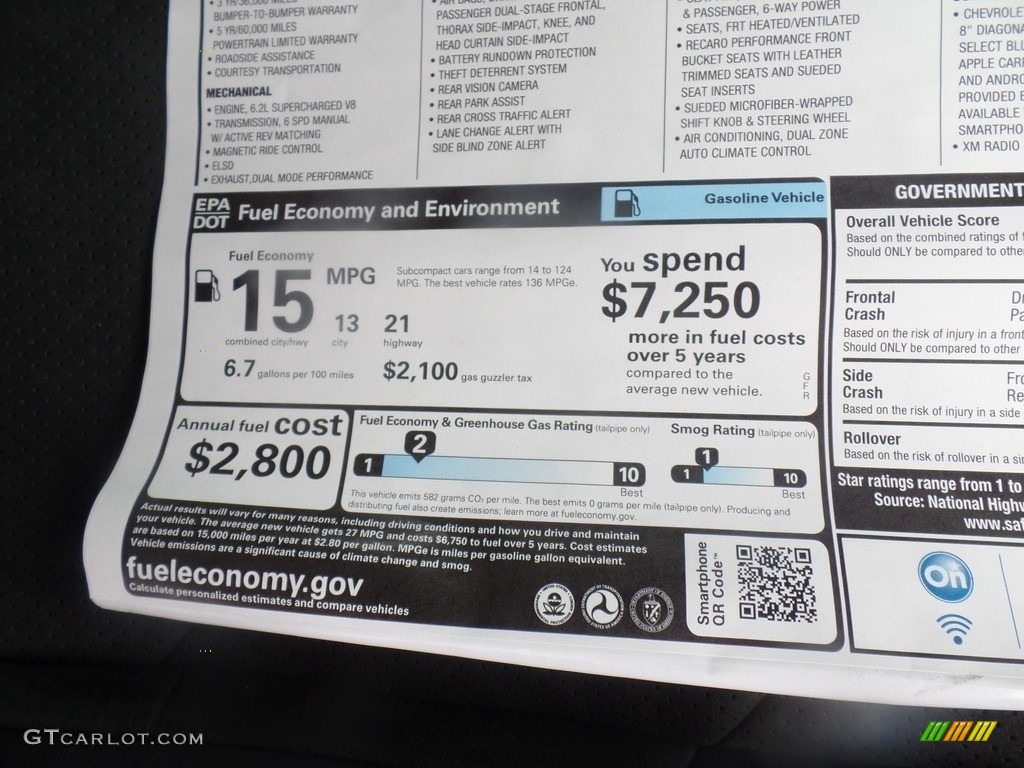 • 3 YR/36,000 MILES
BUMPER-TO-BUMPER WARRANTY
• 5 YR/60,000 MILES
POWERTRAIN LIMITED WARRANTY
• ROADSIDE ASSISTANCE
• COURTESY TRANSPORTATION
MECHANICAL
• ENGINE, 6.2L SUPERCHARGED V8
• TRANSMISSION, 6 SPD MANUAL
W/ ACTIVE REV MATCHING
• MAGNETIC RIDE CONTROL
• ELSD
• EXHAUST,DUAL MODE PERFORMANCE
PASSENGER DUAL-STAGE FRONTAL,
THORAX SIDE-IMPACT, KNEE, AND
HEAD CURTAIN SIDE-IMPACT
• BATTERY RUNDOWN PROTECTION
• THEFT DETERRENT SYSTEM
• REAR VISION CAMERA
• REAR PARK ASSIST
• REAR CROSS TRAFFIC ALERT
• LANE CHANGE ALERT WITH
SIDE BLIND ZONE ALERT
& PASSENGER, 6-WAY POWER
• SEATS, FRT HEATED/VENTILATED
• RECARO PERFORMANCE FRONT
BUCKET SEATS WITH LEATHER
TRIMMED SEATS AND SUEDED
SEAT INSERTS
• SUEDED MICROFIBER-WRAPPED
SHIFT KNOB & STEERING WHEEL
• AIR CONDITIONING, DUAL ZONE
AUTO CLIMATE CONTROL
• CHEVROLE
8" DIAGONA
SELECT BLU
APPLE CAR
AND ANDRO
PROVIDED B
AVAILABLE
SMARTPHO
• XM RADIO
EPA
DOT
Fuel Economy and Environment
Gasoline Vehicle
Fuel Economy
15 MPG
combined city/hwy
13
city
21
highway
Subcompact cars range from 14 to 124
MPG. The best vehicle rates 136 MPGe.
6.7 gallons per 100 miles
$2,100 gas guzzler tax
You spend
$7,250
more in fuel costs
over 5 years
compared to the
average new vehicle.
G
F
R
Annual fuel cost
$2,800
Fuel Economy & Greenhouse Gas Rating (tailpipe only)
2
1
10
Best
Smog Rating (tailpipe only)
1
1
10
Best
This vehicle emits 582 grams CO2 per mile. The best emits 0 grams per mile (tailpipe only). Producing and
distributing fuel also create emissions; learn more at fueleconomy.gov.
Actual results will vary for many reasons, including driving conditions and how you drive and maintain
your vehicle. The average new vehicle gets 27 MPG and costs $6,750 to fuel over 5 years. Cost estimates
are based on 15,000 miles per year at $2.80 per gallon. MPGe is miles per gasoline gallon equivalent.
Vehicle emissions are a significant cause of climate change and smog.
fueleconomy.gov
Calculate personalized estimates and compare vehicles
Smartphone
QR Code™
GOVERNMENT
Overall Vehicle Score
Based on the combined ratings of f
Should ONLY be compared to othe
Frontal
Crash
Dr
Pa
Based on the risk of injury in a front
Should ONLY be compared to other
Side
Crash
Fro
Re
Based on the risk of injury in a side
Rollover
Based on the risk of rollover in a si
Star ratings range from 1 to
Source: National Highw
www.saf
On
GTCARLOT.COM